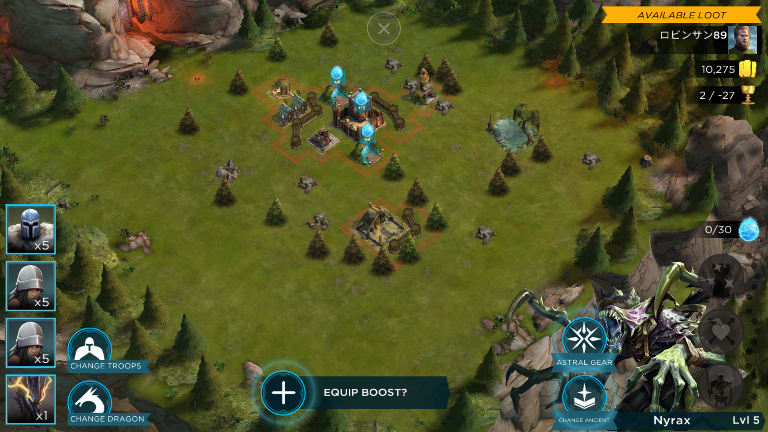 AVAILABLE LOOT
ロビンサン89
10,275
2 / -27
0/30
x5
x5
x5
x1
CHANGE TROOPS
CHANGE DRAGON
EQUIP BOOST?
ASTRAL GEAR
CHANGE ANCIENT
Nyrax Lvl 5